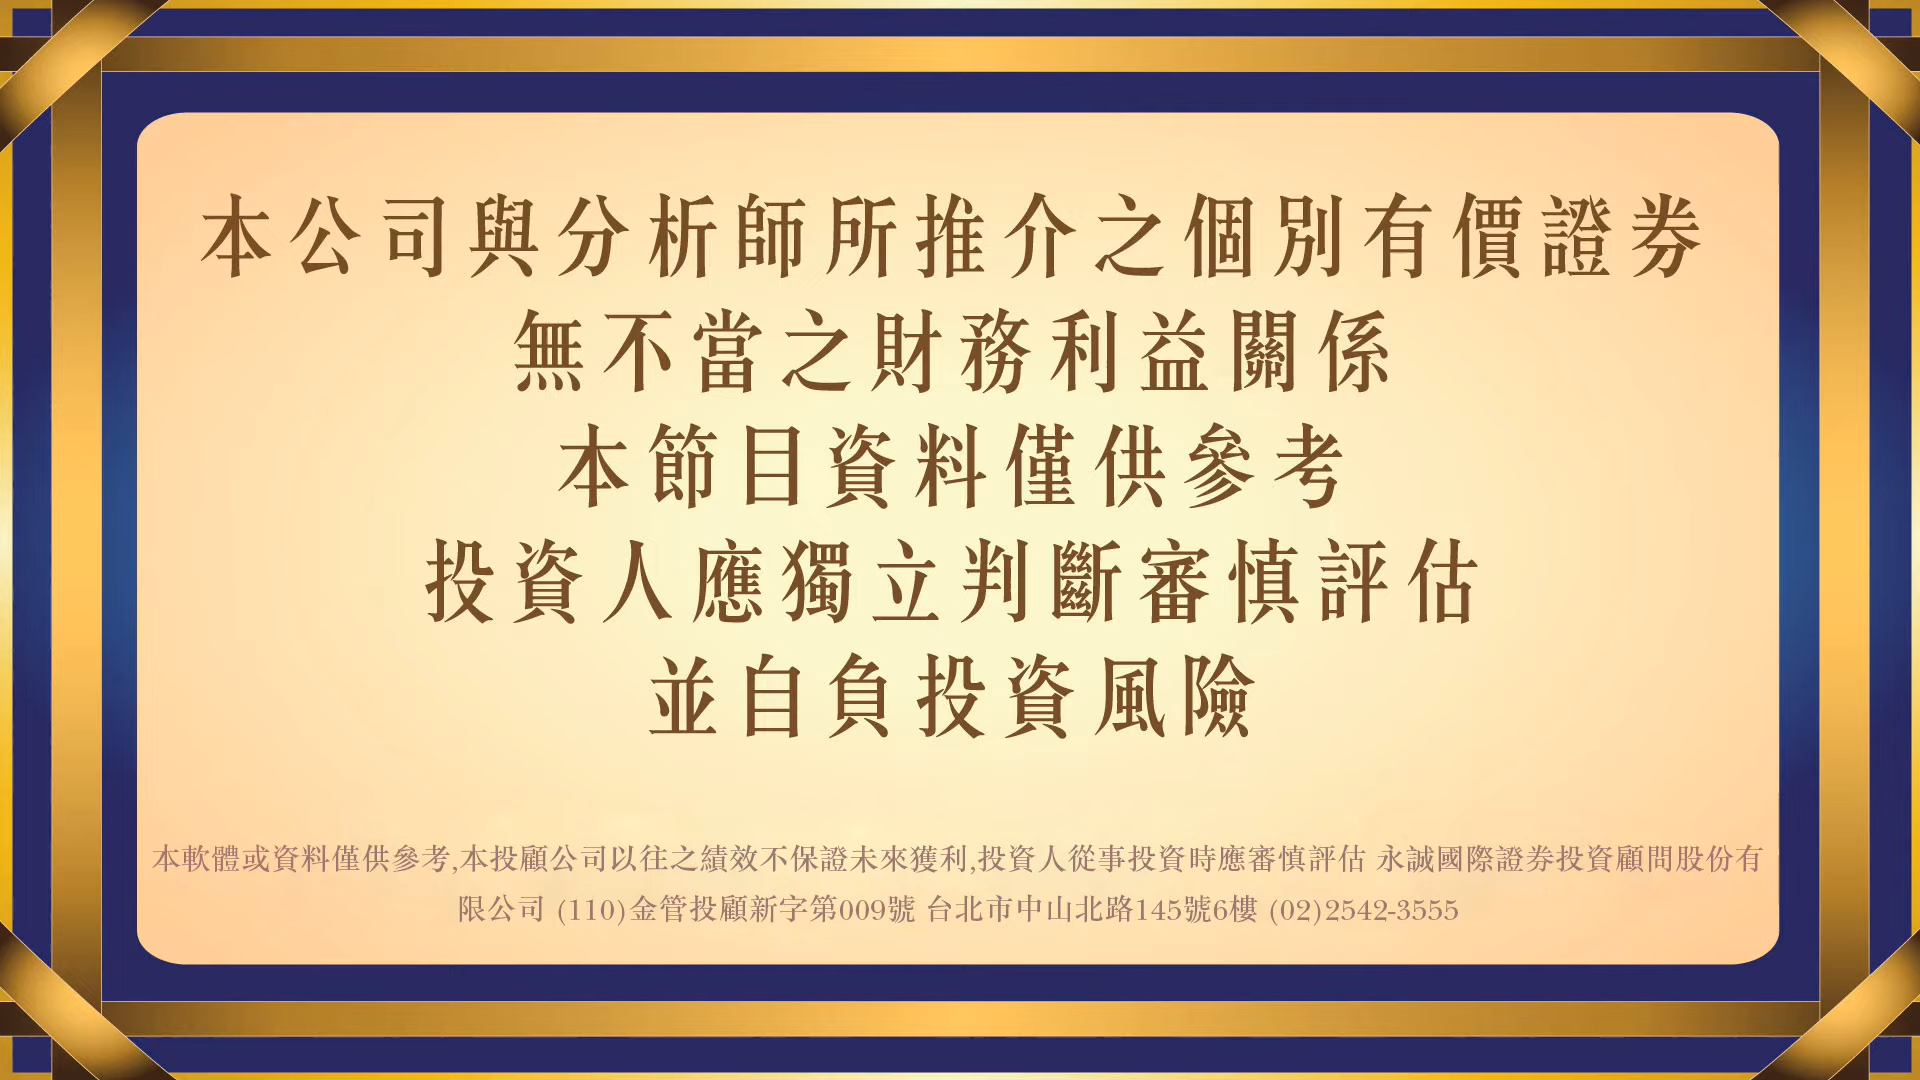 本公司與分析師所推介之個別有價證券
無不當之財務利益關係
本節目資料僅供參考
投資人應獨立判斷審慎評估
並自負投資風險
本軟體或資料僅供參考,本投顧公司以往之績效不保證未來獲利,投資人從事投資時應審慎評估 永誠國際證券投資顧問股份有
限公司 (110)金管投顧新字第009號 台北市中山北路145號6樓 (02)2542-3555